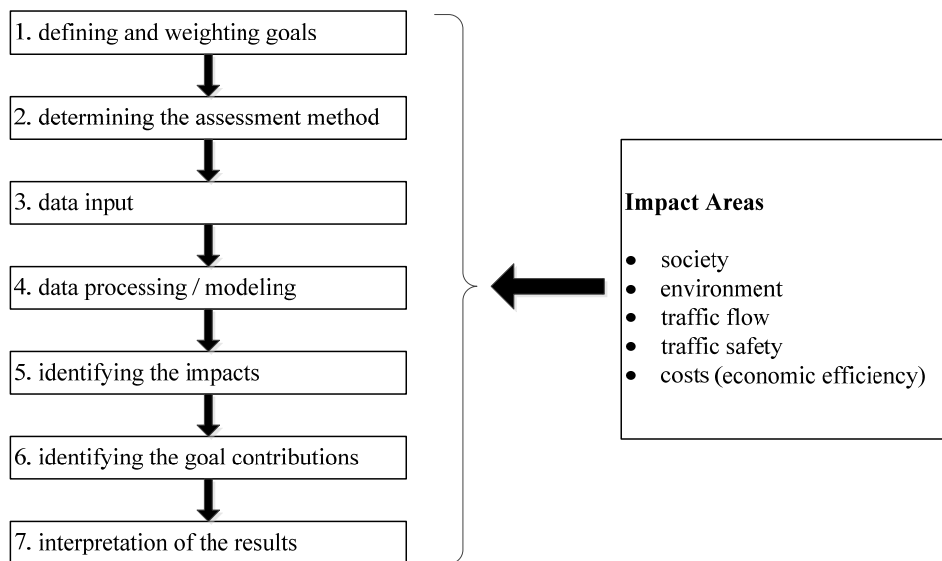 1. defining and weighting goals
2. determining the assessment method
3. data input
4. data processing / modeling
5. identifying the impacts
6. identifying the goal contributions
7. interpretation of the results
Impact Areas
● society
● environment
● traffic flow
● traffic safety
● costs (economic efficiency)